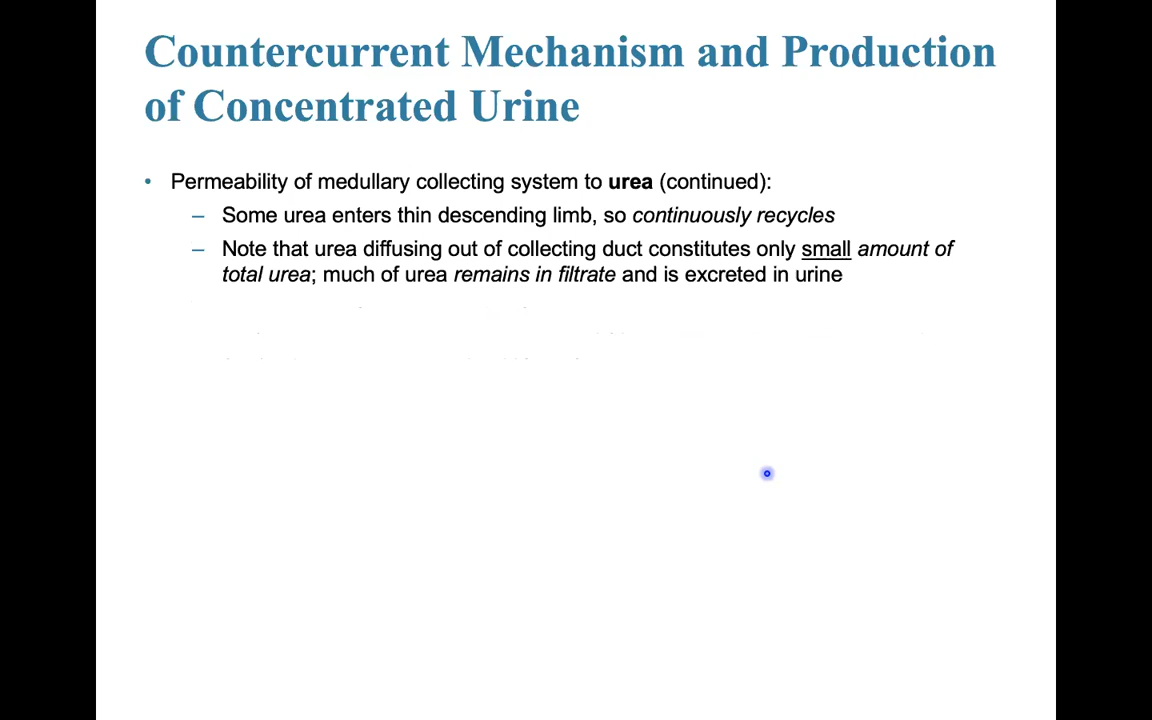 Countercurrent Mechanism and Production
of Concentrated Urine
• Permeability of medullary collecting system to urea (continued):
– Some urea enters thin descending limb, so continuously recycles
– Note that urea diffusing out of collecting duct constitutes only small amount of
total urea; much of urea remains in filtrate and is excreted in urine